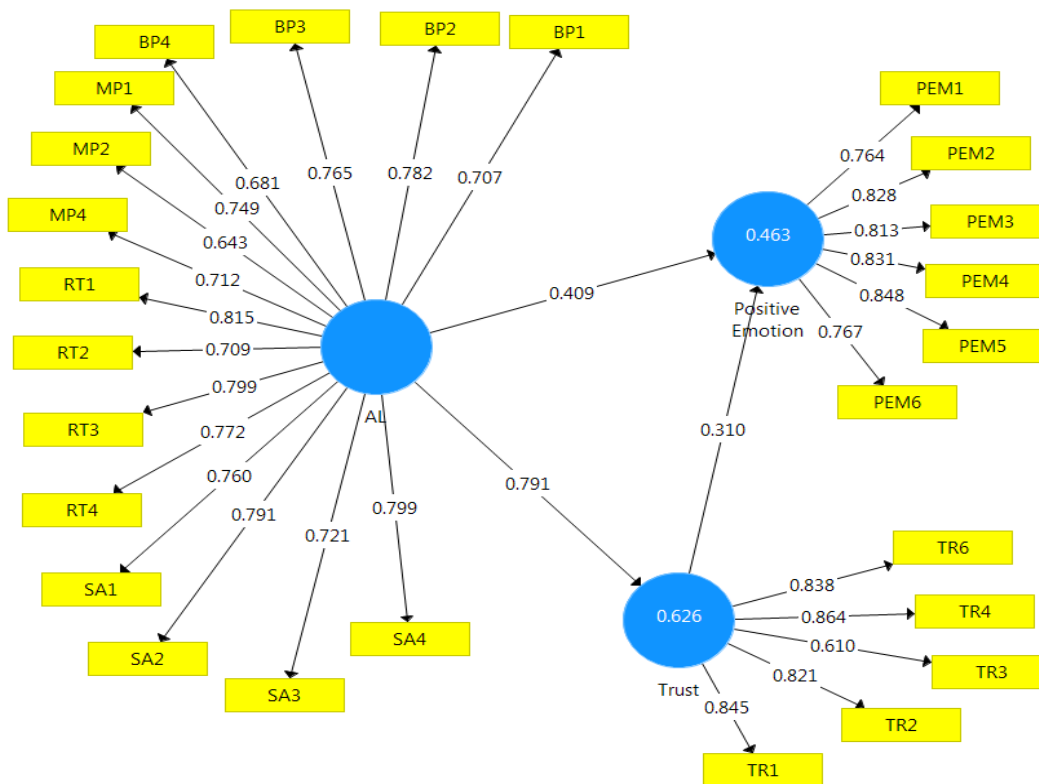 BP3
BP2
BP1
BP4
MP1
PEM1
MP2
PEM2
0.765
0.782
0.707
0.764
0.681
0.828
0.749
MP4
0.643
0.463
0.813
PEM3
0.831
RT1
0.712
0.409
PEM4
0.848
0.815
Positive
Emotion
PEM5
RT2
0.709
0.767
0.799
PEM6
AL
RT3
0.772
0.310
0.760
0.791
RT4
0.791
0.799
0.721
TR6
0.838
SA1
0.626
0.864
TR4
SA4
0.610
SA2
TR3
0.821
SA3
Trust
0.845
TR2
TR1